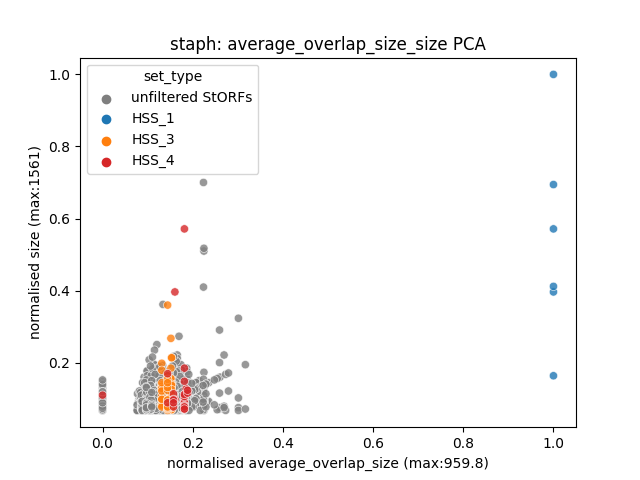 staph: average_overlap_size_size PCA
set_type
unfiltered StORFs
HSS_1
HSS_3
HSS_4
1.0
0.8
0.6
0.4
0.2
normalised size (max:1561)
0.0 0.2 0.4 0.6 0.8 1.0
normalised average_overlap_size (max:959.8)